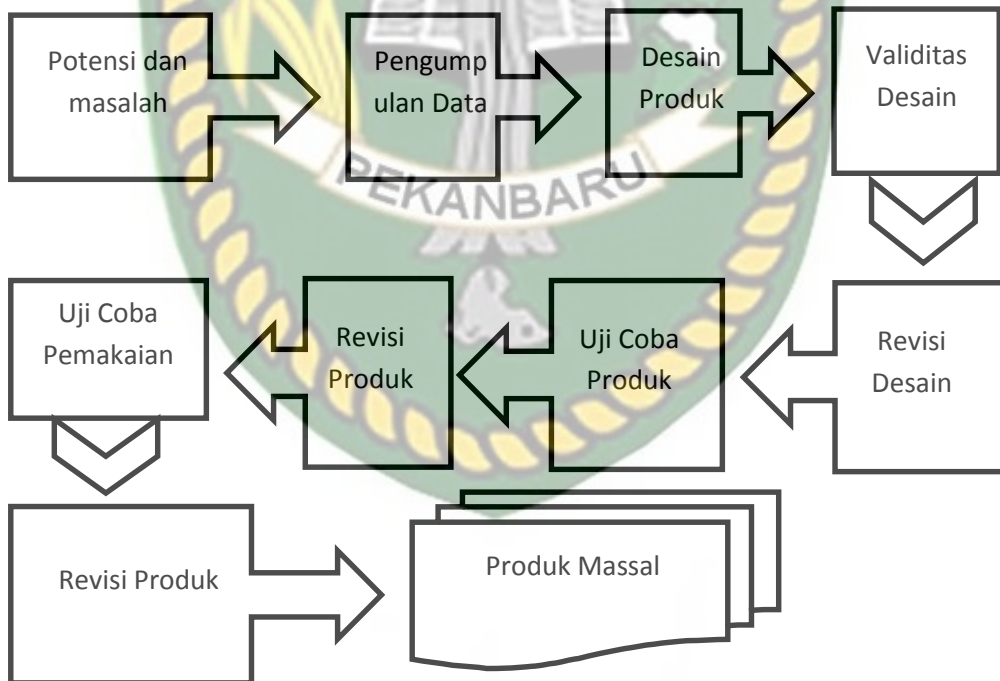 Potensi dan
masalah
Pengump
ulan Data
Desain
Produk
Validitas
Desain
PEKANBARU
Revisi
Desain
Uji Coba
Produk
Revisi
Produk
Uji Coba
Pemakaian
Revisi Produk
Produk Massal